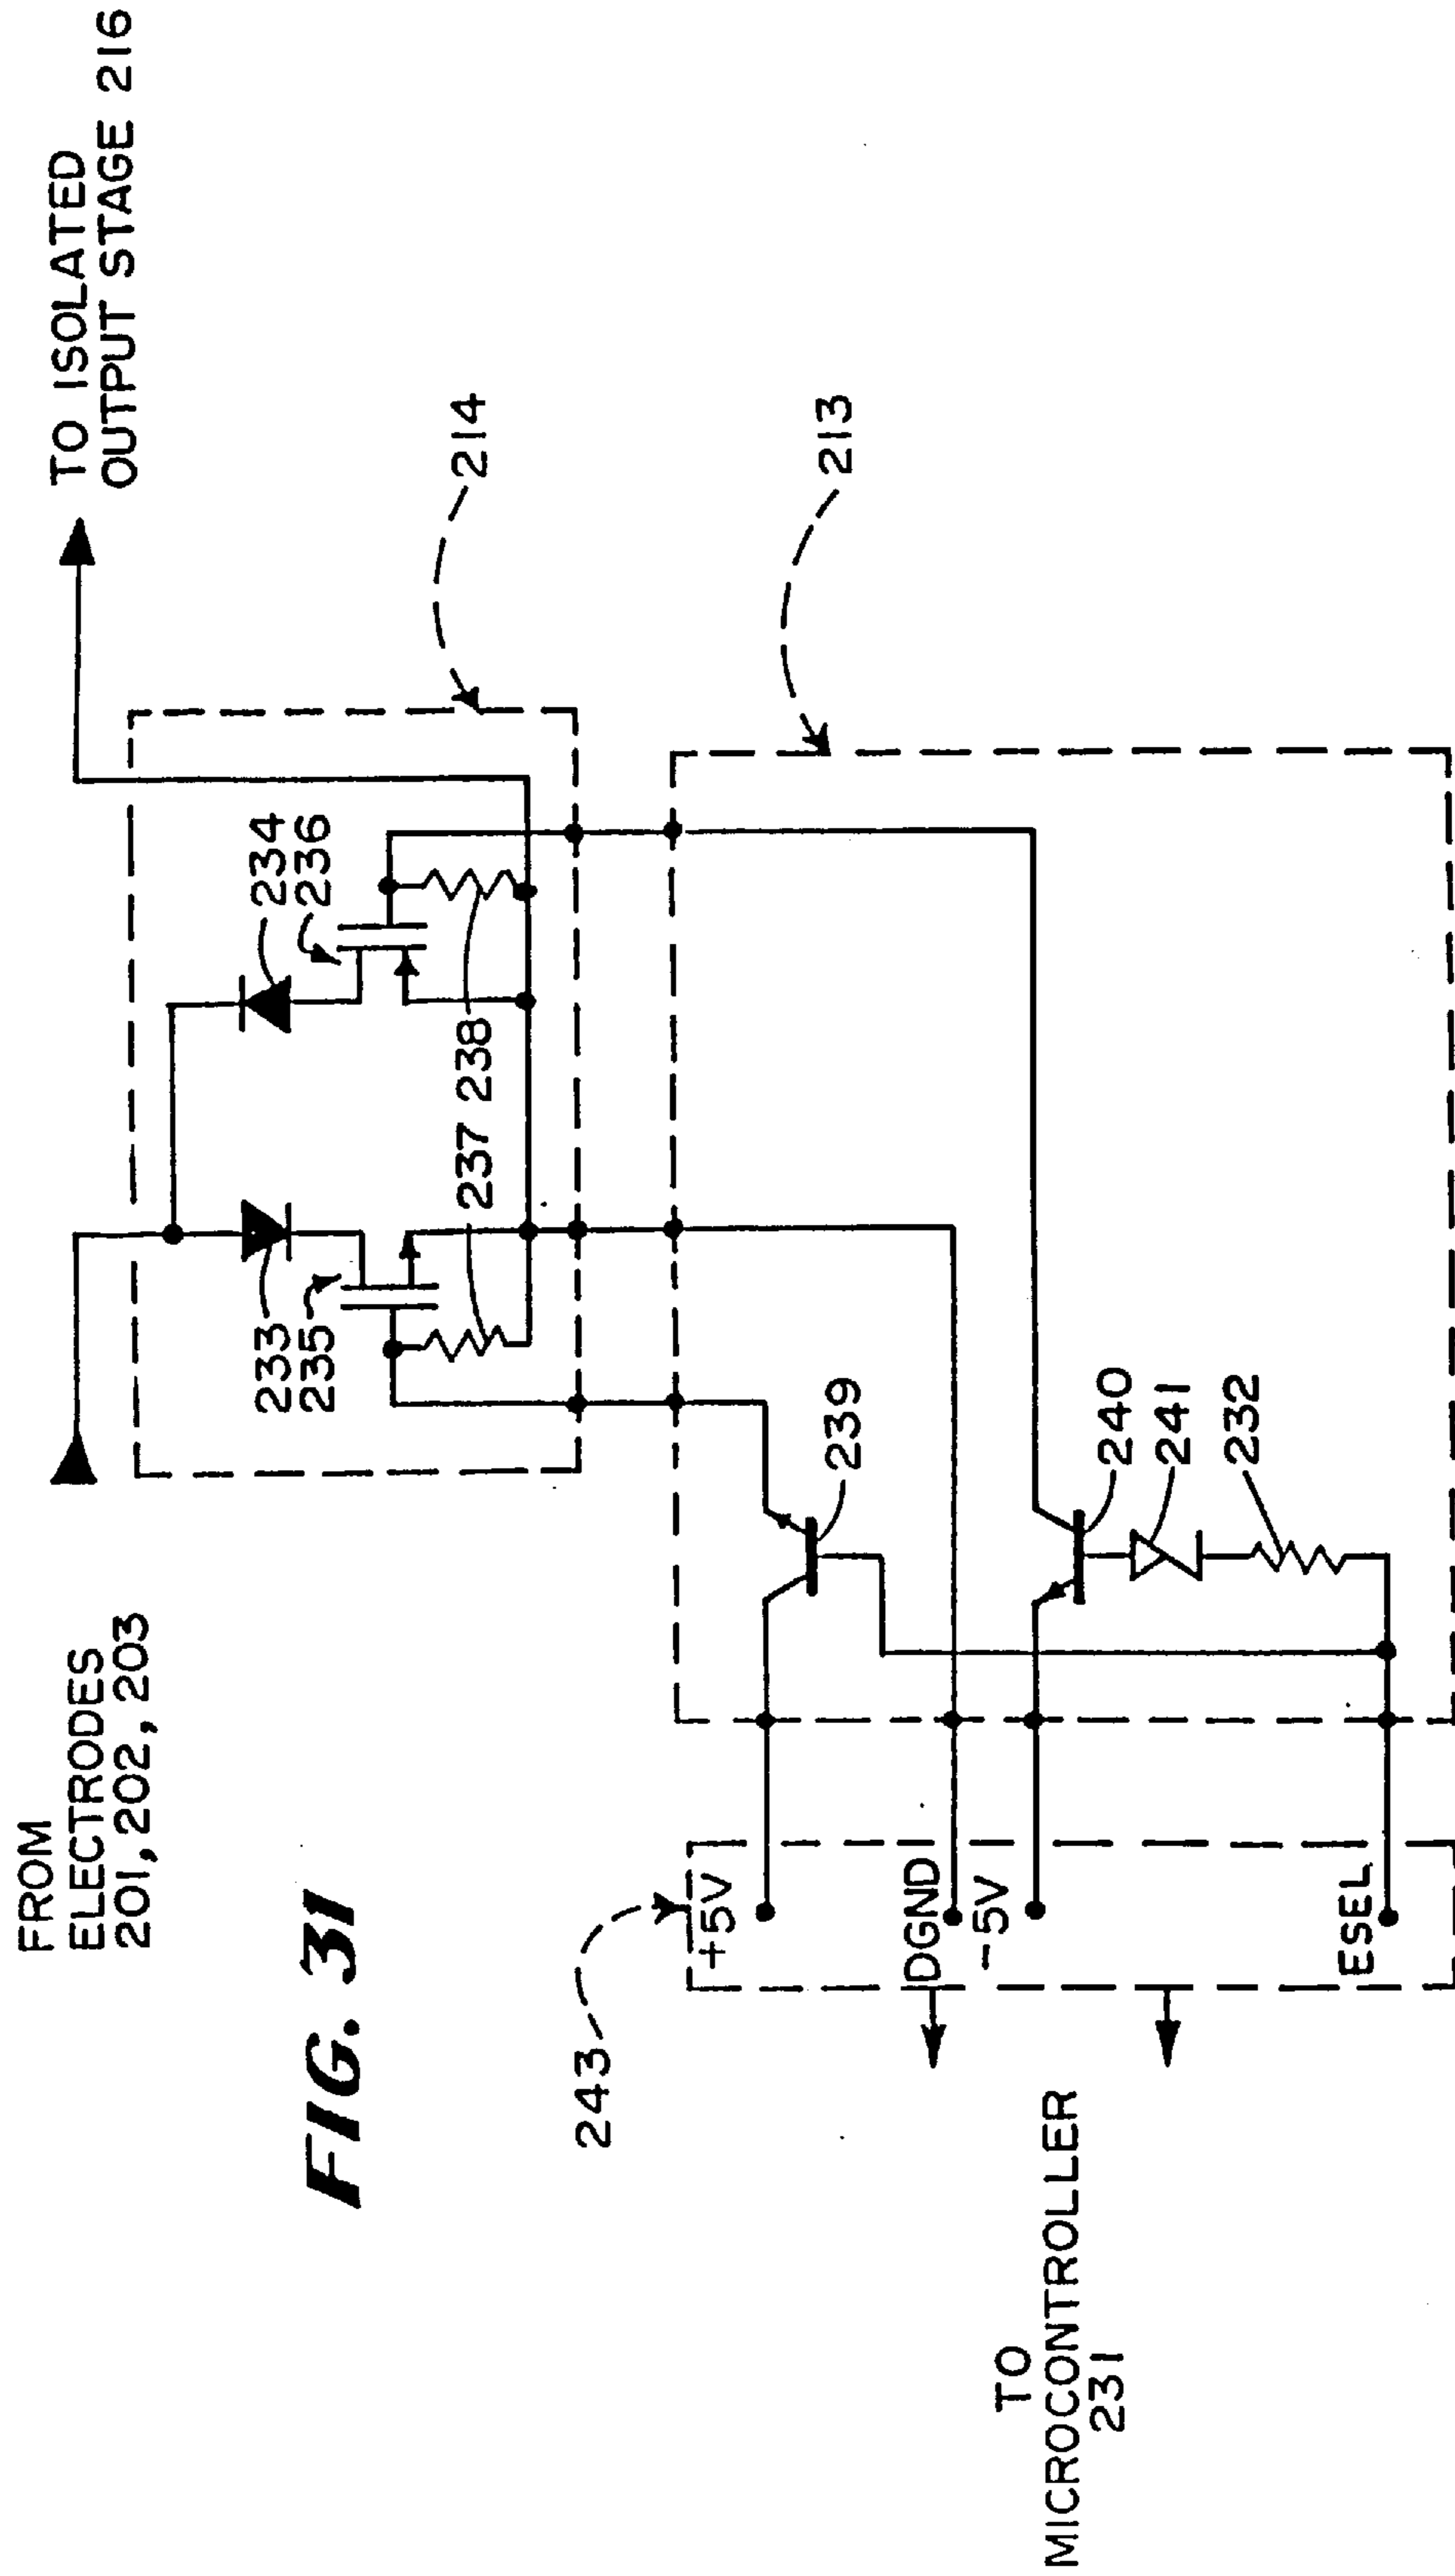 FROM
ELECTRODES
201, 202, 203
TO ISOLATED
OUTPUT STAGE 216
FIG. 31
214
234
236
233
235
237 238
213
239
240
241
232
243
+5V
DGND
-5V
ESEL
TO
MICROCONTROLLER
231